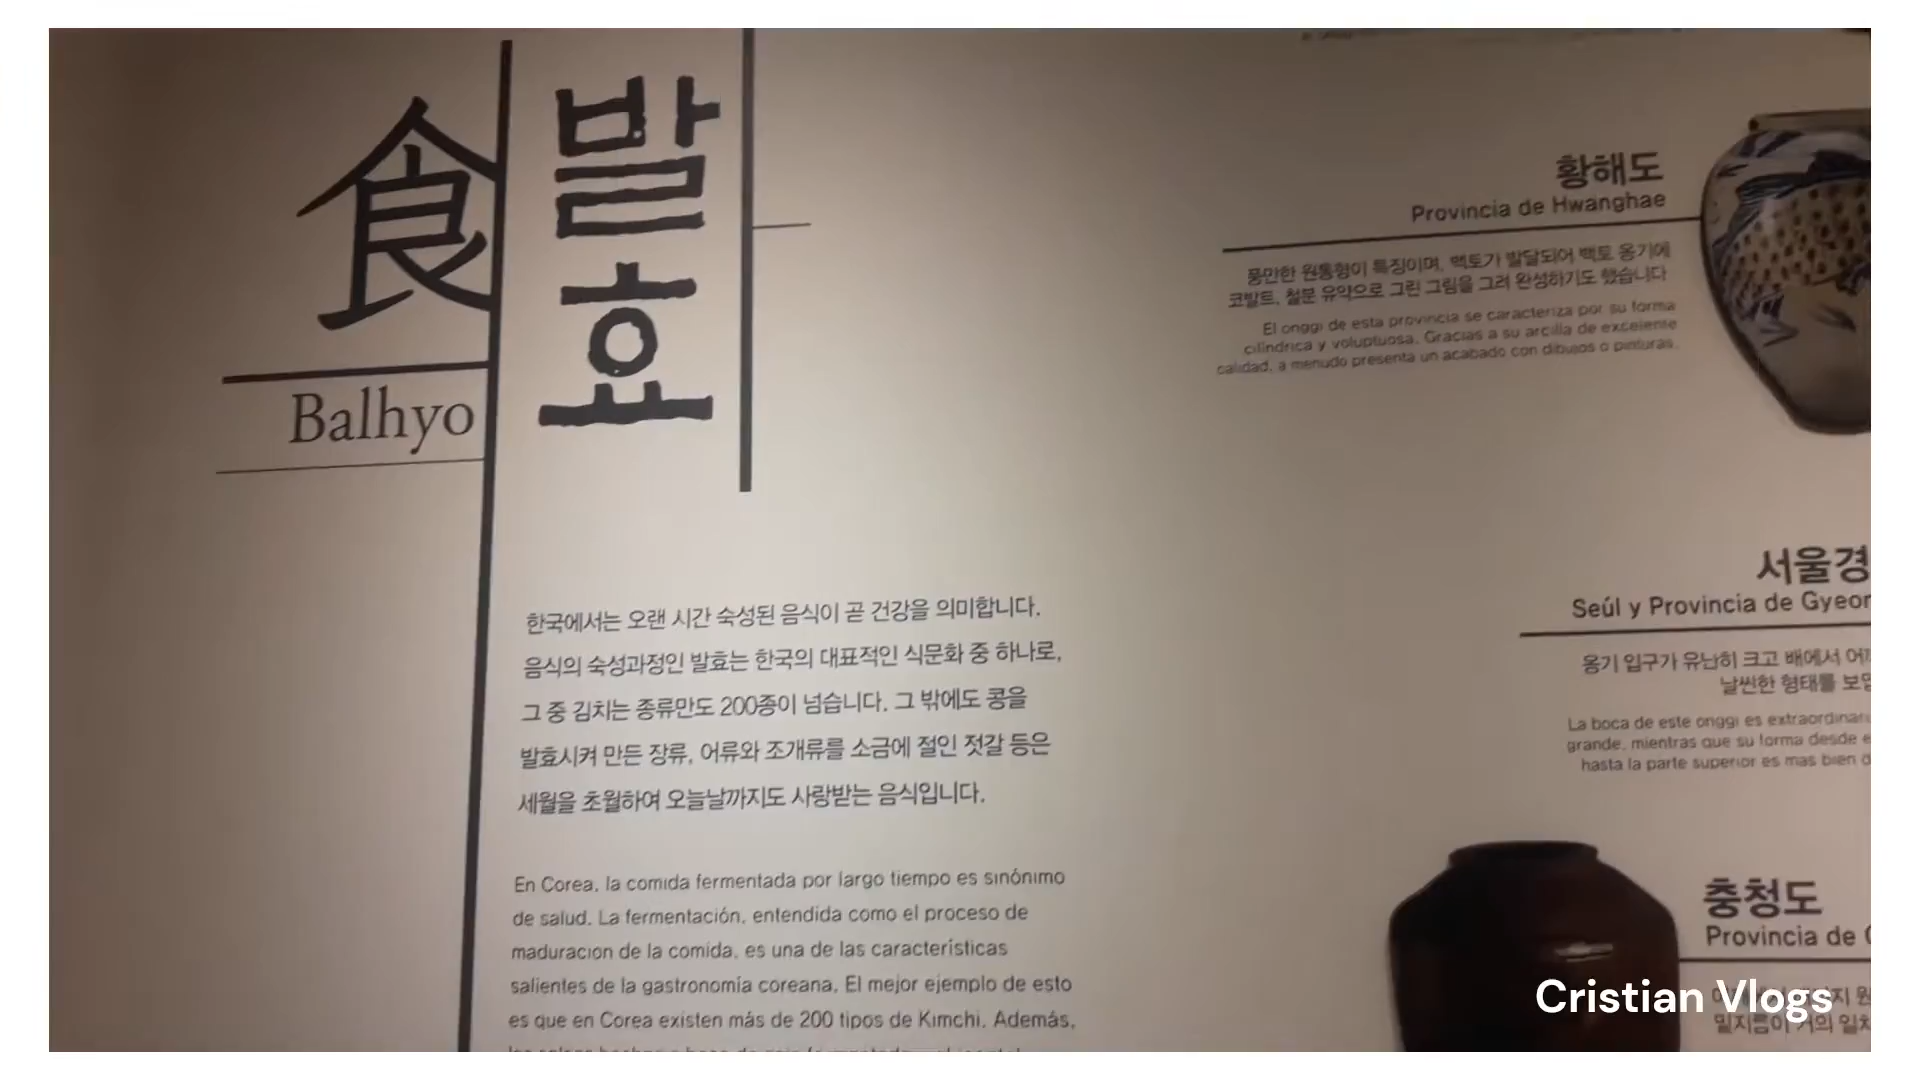 食
발
효
Balhyo
한국에서는 오랜 시간 숙성된 음식이 곧 건강을 의미합니다.
음식의 숙성과정인 발효는 한국의 대표적인 식문화 중 하나로,
그 중 김치는 종류만도 200종이 넘습니다. 그 밖에도 콩을
발효시켜 만든 장류, 어류와 조개류를 소금에 절인 젓갈 등은
세월을 초월하여 오늘날까지도 사랑받는 음식입니다.
En Corea, la comida fermentada por largo tiempo es sinónimo
de salud. La fermentación, entendida como el proceso de
maduración de la comida, es una de las características
salientes de la gastronomía coreana. El mejor ejemplo de esto
es que en Corea existen más de 200 tipos de Kimchi. Además,
황해도
Provincia de Hwanghae
풍만한 원통형이 특징이며, 백토가 발달되어 백토 옹기에
코발트, 철분 유약으로 그린 그림을 그려 완성하기도 했습니다
El onggi de esta provincia se caracteriza por su forma
cilíndrica y voluptuosa. Gracias a su arcilla de excelente
calidad, a menudo presenta un acabado con dibujos o pinturas.
서울경
Seúl y Provincia de Gyeon
옹기 입구가 유난히 크고 배에서 어깨
날씬한 형태를 보
La boca de este onggi es extraordinari
grande, mientras que su forma desde e
hasta la parte superior es mas bien
충청도
Provincia de
밑지름이 거의 일치
Cristian Vlogs